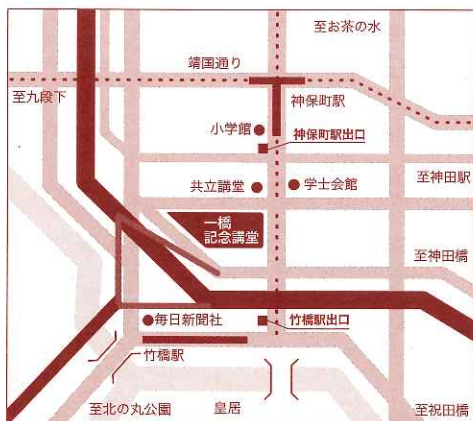 至お茶の水
靖国通り
至九段下
神保町駅
小学館
神保町駅出口
至神田駅
共立講堂
学士会館
一橋
記念講堂
至神田橋
毎日新聞社
竹橋駅出口
竹橋駅
至北の丸公園
皇居
至祝田橋